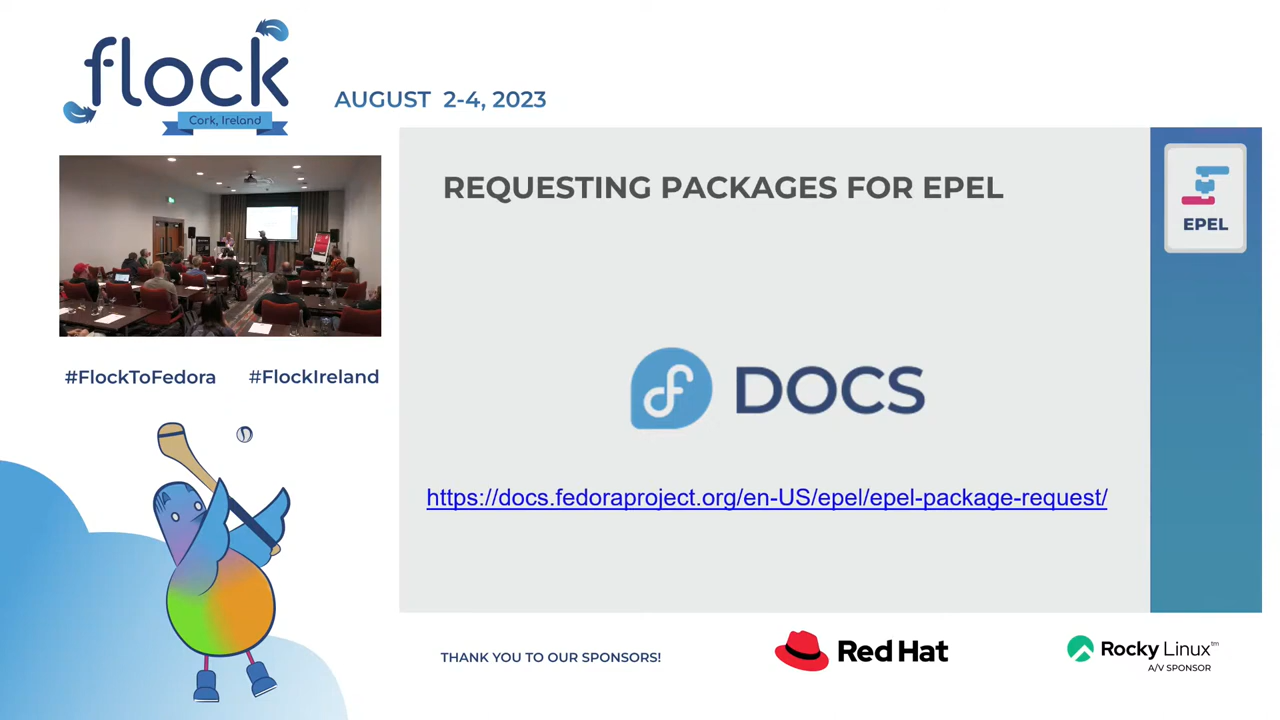 flock
Cork, Ireland
AUGUST 2-4, 2023
REQUESTING PACKAGES FOR EPEL
EPEL
DOCS
https://docs.fedoraproject.org/en-US/epel/epel-package-request/
#FlockToFedora #FlockIreland
THANK YOU TO OUR SPONSORS!
Red Hat
Rocky Linux™
A/V SPONSOR